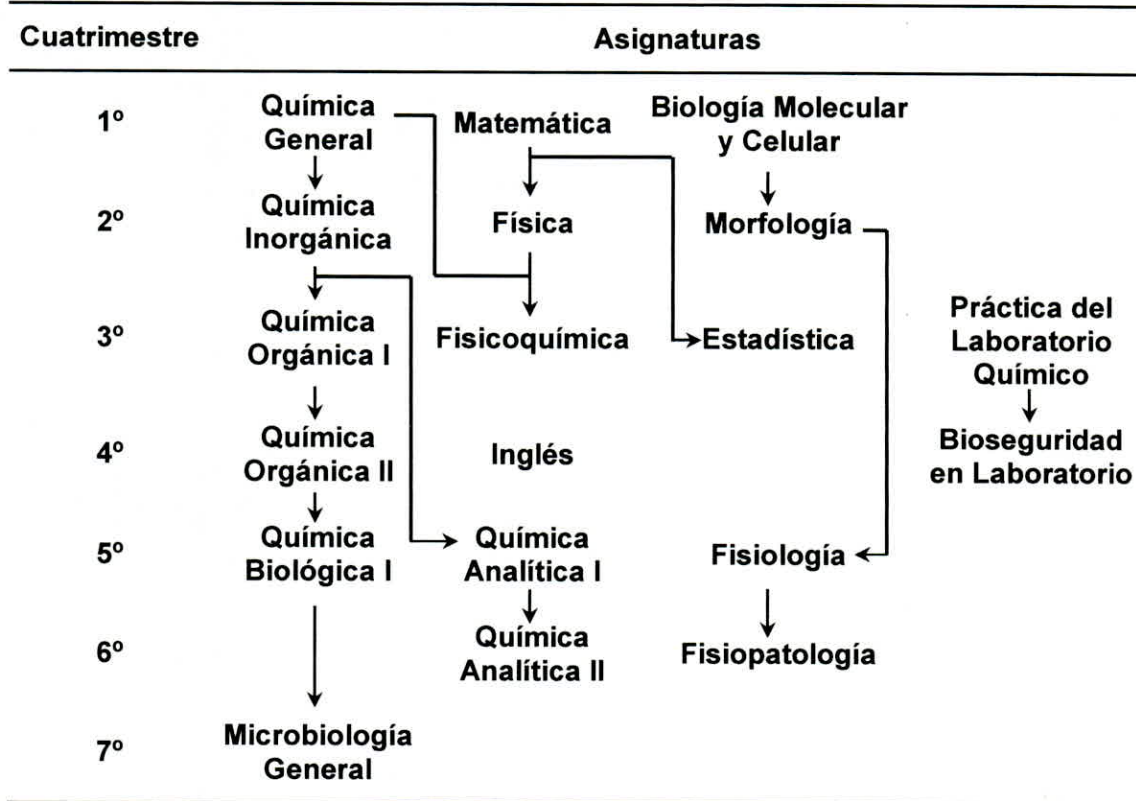 Cuatrimestre Asignaturas
1º Química General Matemática Biología Molecular y Celular
2º Química Inorgánica Física Morfología
3º Química Orgánica I Fisicoquímica Estadística Práctica del Laboratorio Químico
4º Química Orgánica II Inglés Bioseguridad en Laboratorio
5º Química Biológica I Química Analítica I Fisiología
6º Química Analítica II Fisiopatología
7º Microbiología General